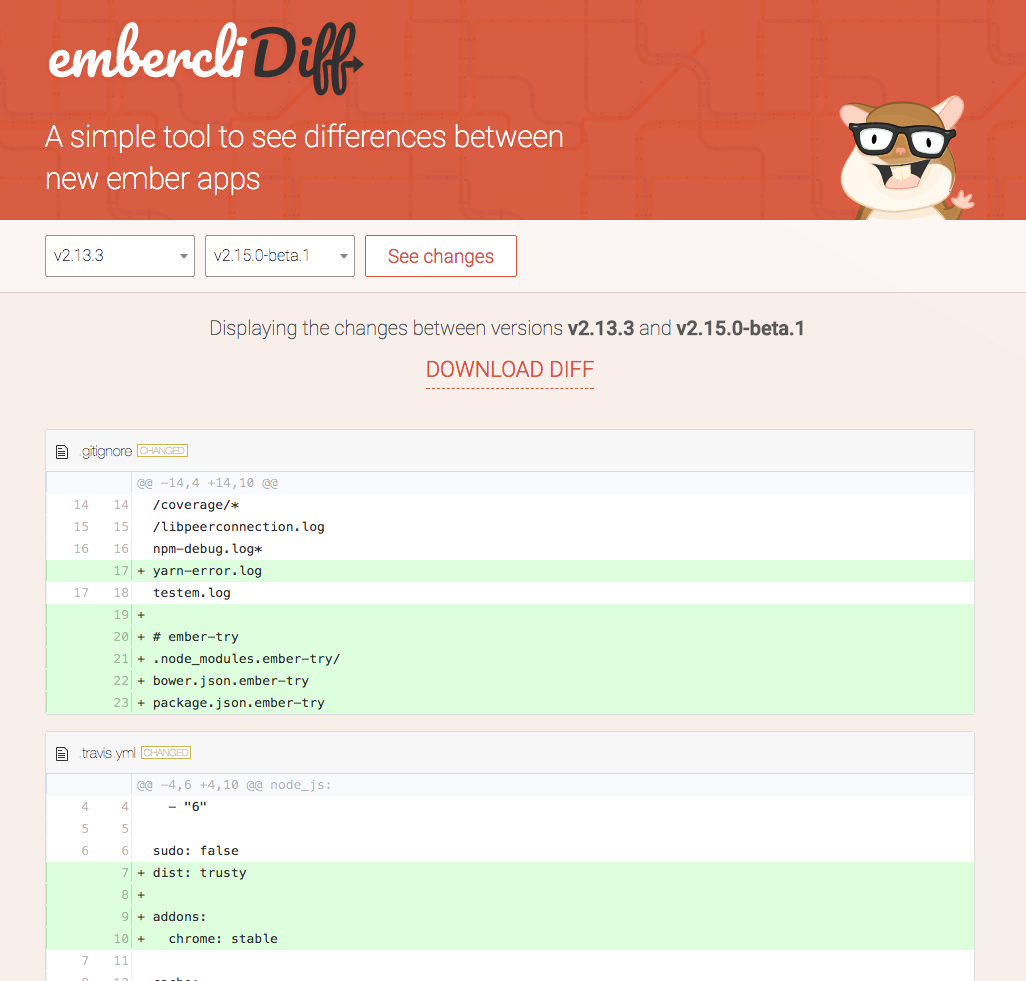 embercli Diff
A simple tool to see differences between
new ember apps
v2.13.3 v2.15.0-beta.1 See changes
Displaying the changes between versions v2.13.3 and v2.15.0-beta.1
DOWNLOAD DIFF
.gitignore CHANGED
@@ -14,4 +14,10 @@
14 14 /coverage/*
15 15 /libpeerconnection.log
16 16 npm-debug.log*
17 + yarn-error.log
17 18 testem.log
19 +
20 + # ember-try
21 + .node_modules.ember-try/
22 + bower.json.ember-try
23 + package.json.ember-try
.travis.yml CHANGED
@@ -4,6 +4,10 @@ node_js:
4 4 - "6"
5 5
6 6 sudo: false
7 + dist: trusty
8 +
9 + addons:
10 + chrome: stable
7 11
8 12 cache: